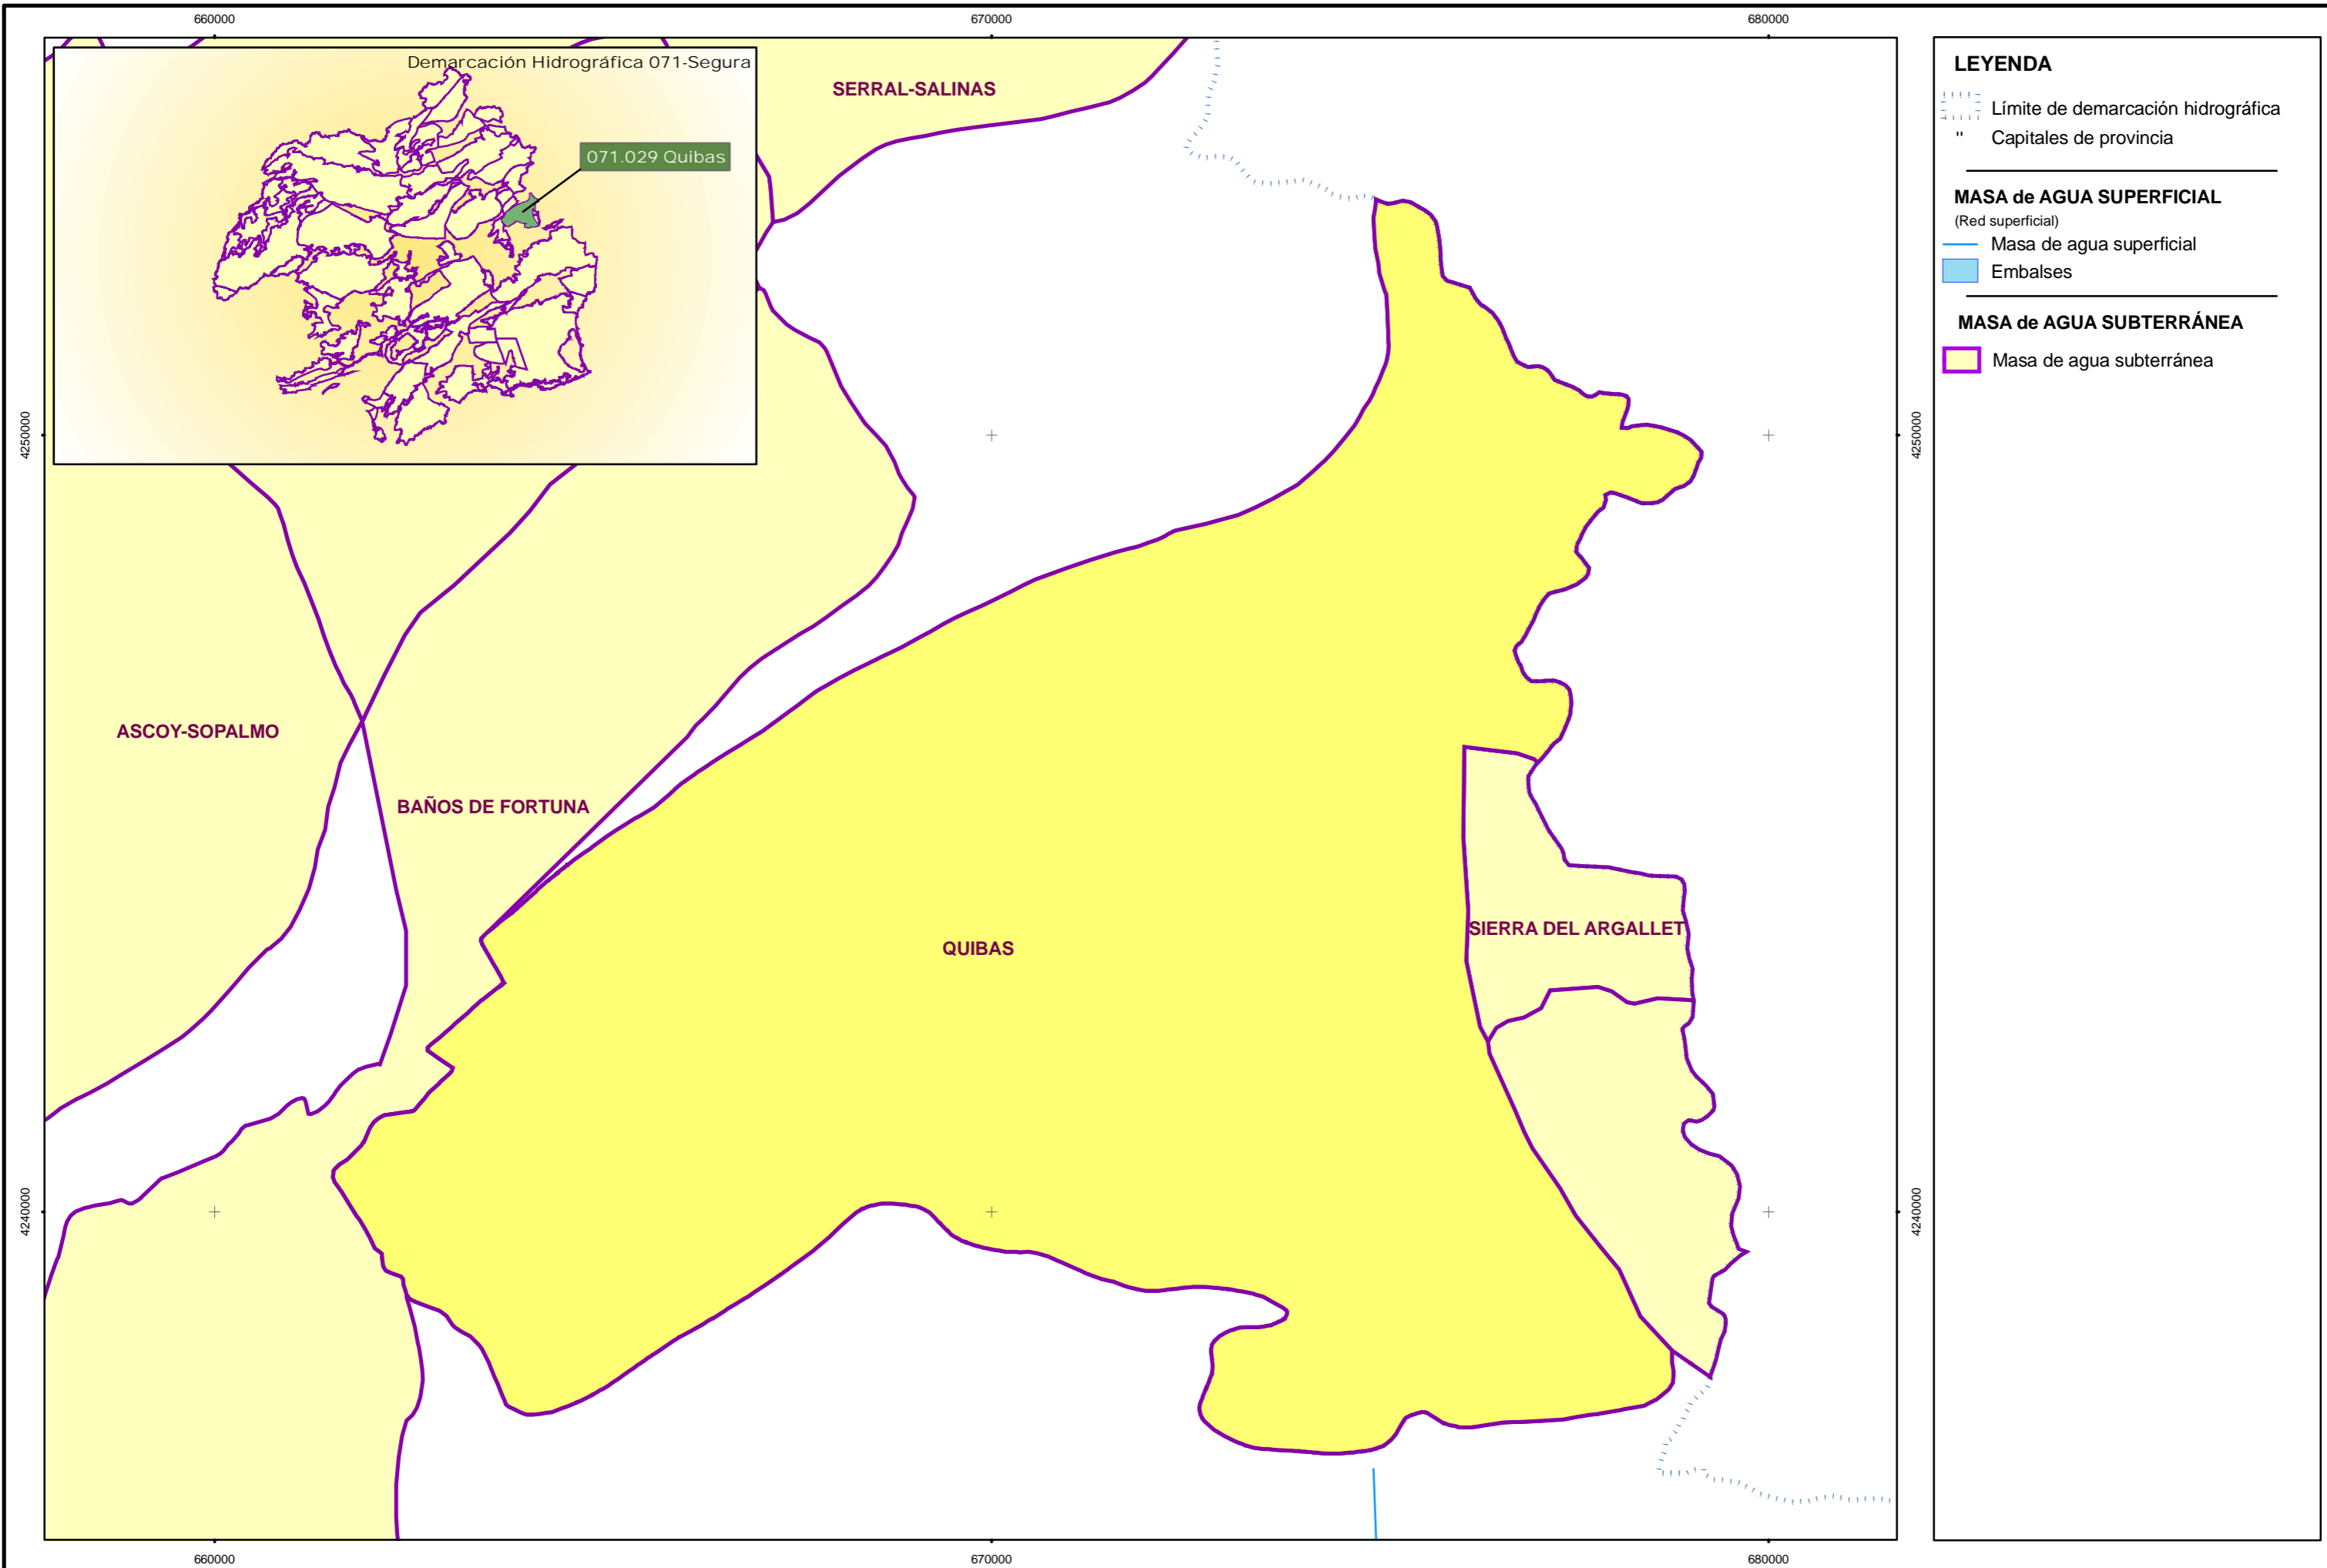 660000
670000
680000
Demarcación Hidrográfica 071-Segura
071.029 Quibas
SERRAL-SALINAS
4250000
4250000
ASCOY-SOPALMO
BAÑOS DE FORTUNA
QUIBAS
SIERRA DEL ARGALLET
4240000
4240000
660000
670000
680000
LEYENDA
Límite de demarcación hidrográfica
" Capitales de provincia
MASA de AGUA SUPERFICIAL
(Red superficial)
Masa de agua superficial
Embalses
MASA de AGUA SUBTERRÁNEA
Masa de agua subterránea